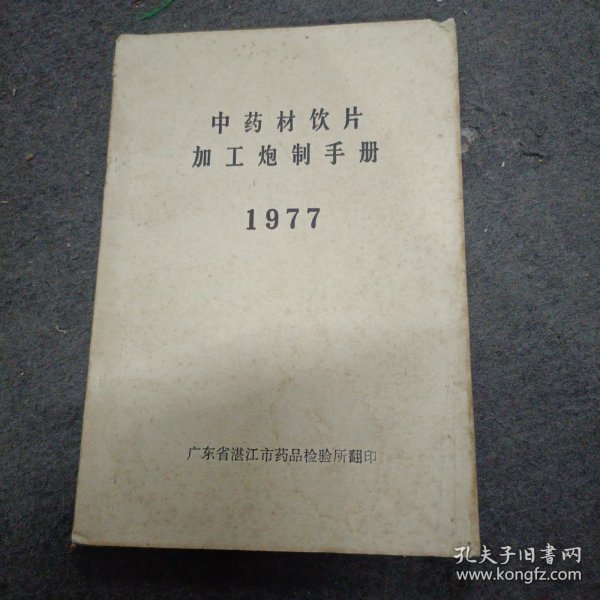 中药材饮片
加工炮制手册
1977
广东省湛江市药品检验所翻印
孔夫子旧书网
www.kongfz.com